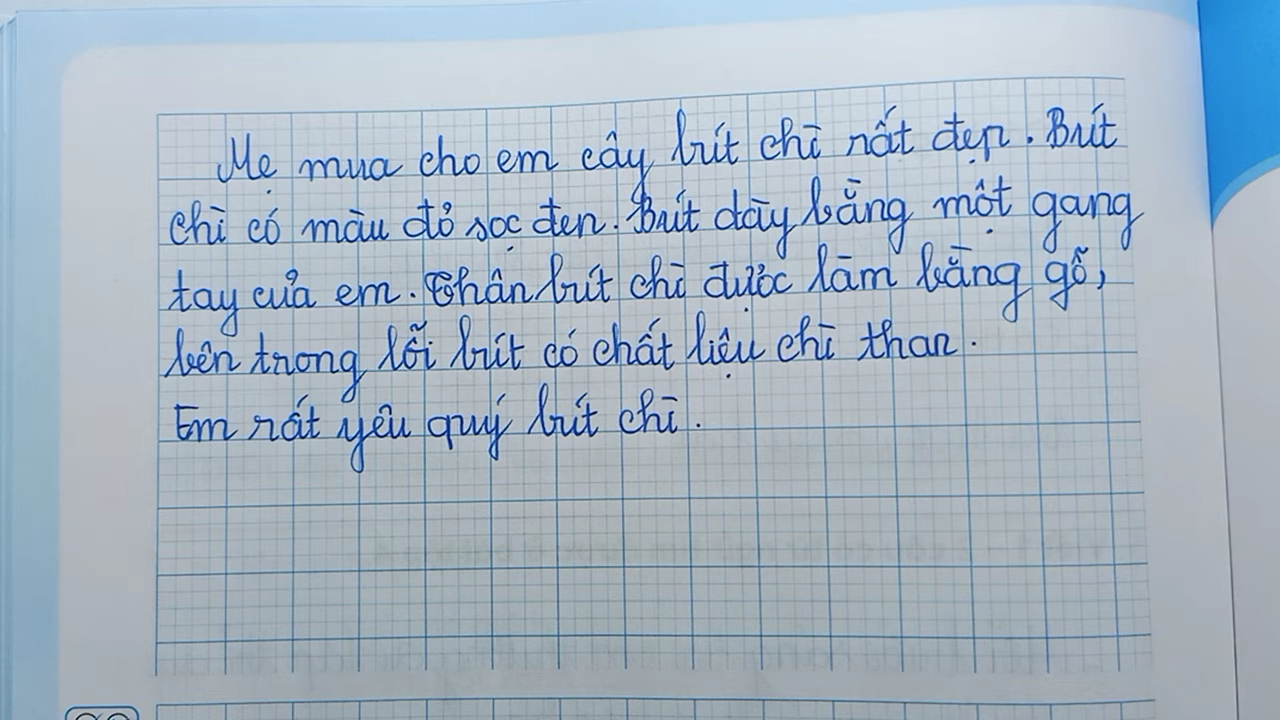 Mẹ mua cho em cây bút chì rất đẹp. Bút
chì có màu đỏ sọc đen. Bút dày bằng một gang
tay của em. Thân bút chì được làm bằng gỗ,
bên trong lõi bút có chất liệu chì than.
Em rất yêu quý bút chì.